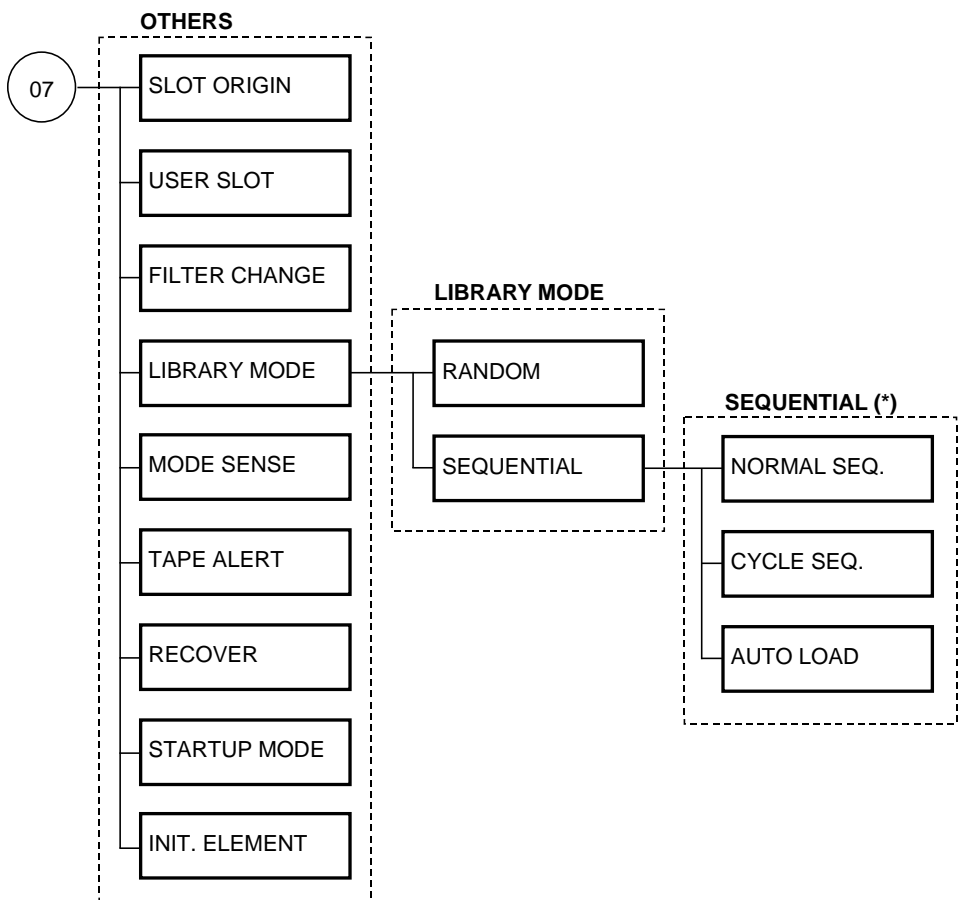 OTHERS
07
SLOT ORIGIN
USER SLOT
FILTER CHANGE
LIBRARY MODE
MODE SENSE
TAPE ALERT
RECOVER
STARTUP MODE
INIT. ELEMENT
LIBRARY MODE
RANDOM
SEQUENTIAL
SEQUENTIAL (*)
NORMAL SEQ.
CYCLE SEQ.
AUTO LOAD